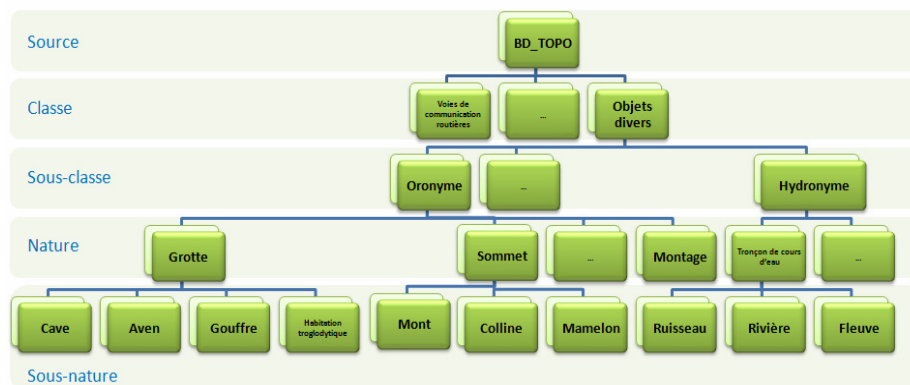 Source
BD_TOPO
Classe
Voies de
communication
routières
...
Objets
divers
Sous-classe
Oronyme
...
Hydronyme
Nature
Grotte
Sommet
...
Montage
Tronçon de cours
d'eau
...
Cave
Aven
Gouffre
Habitation
troglodytique
Mont
Colline
Mamelon
Ruisseau
Rivière
Fleuve
Sous-nature